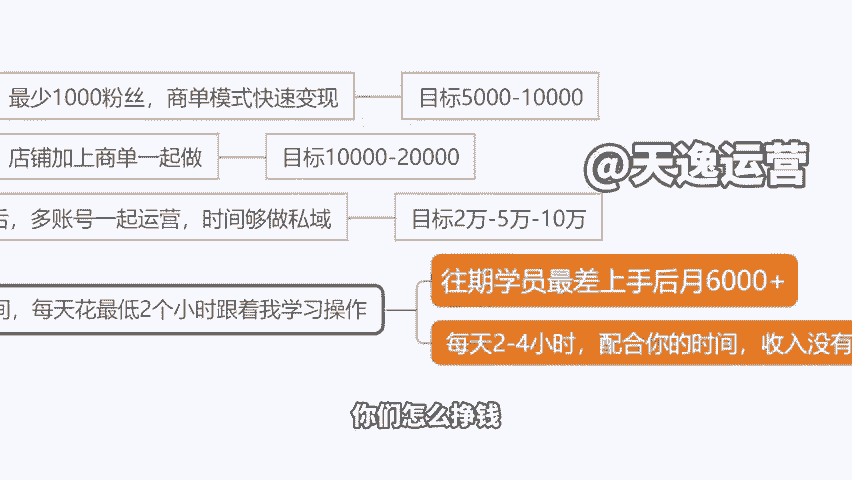 最少1000粉丝，商单模式快速变现
目标5000-10000
店铺加上商单一起做
目标10000-20000
@天逸运营
后，多账号一起运营，时间够做私域
目标2万-5万-10万
往期学员最差上手后月6000+
间，每天花最低2个小时跟着我学习操作
每天2-4小时，配合你的时间，收入没有
你们怎么挣钱